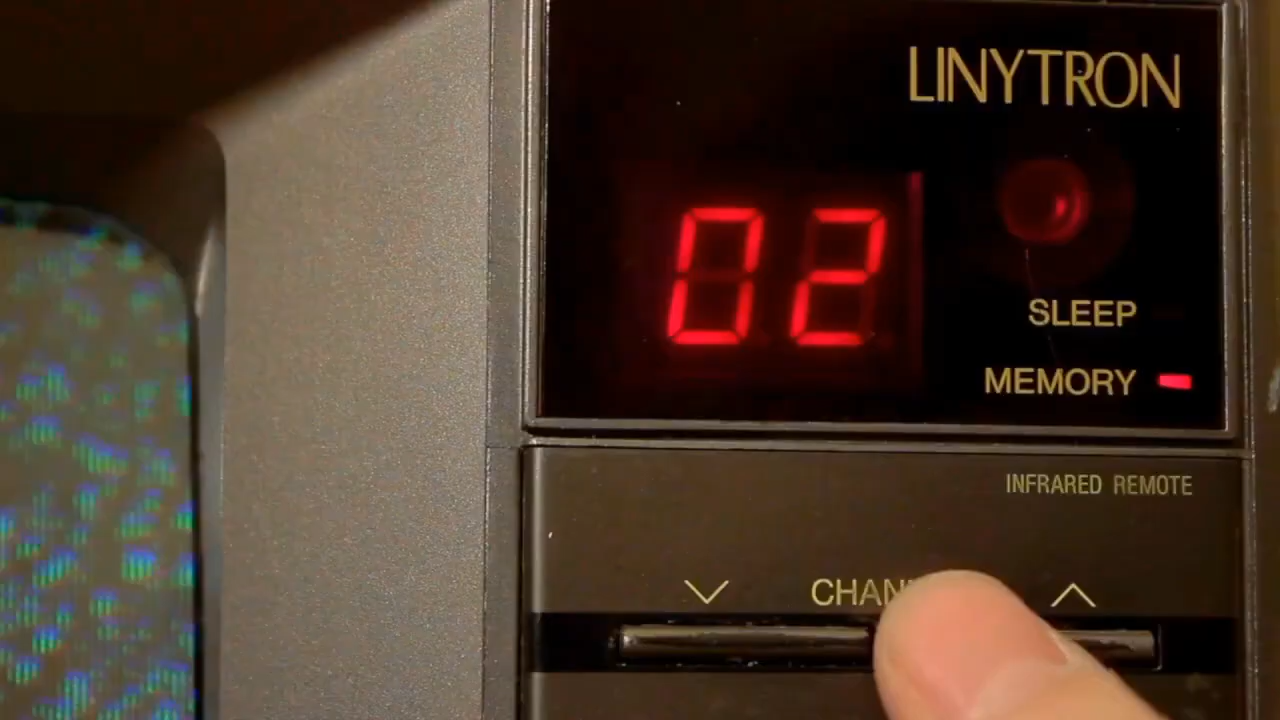 LINYTRON
02
SLEEP
MEMORY
INFRARED REMOTE
CHAN